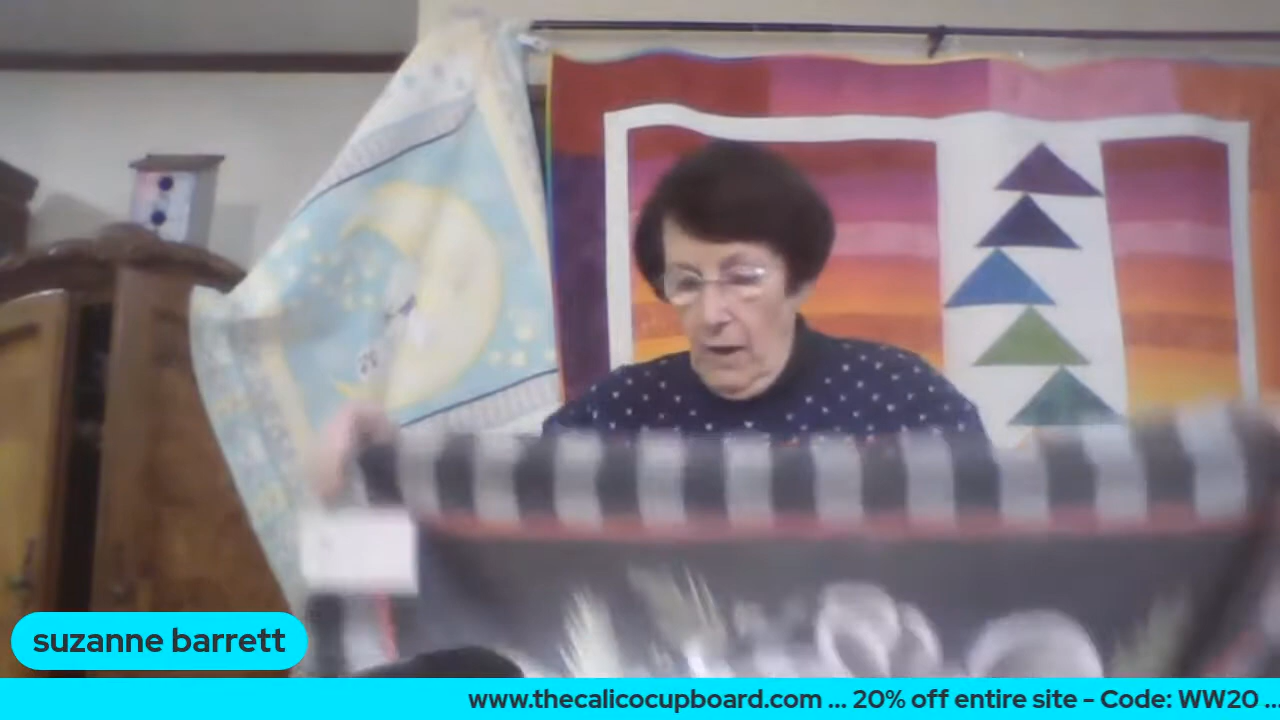 suzanne barrett
www.thecalicocupboard.com ... 20% off entire site - Code: WW20 ...